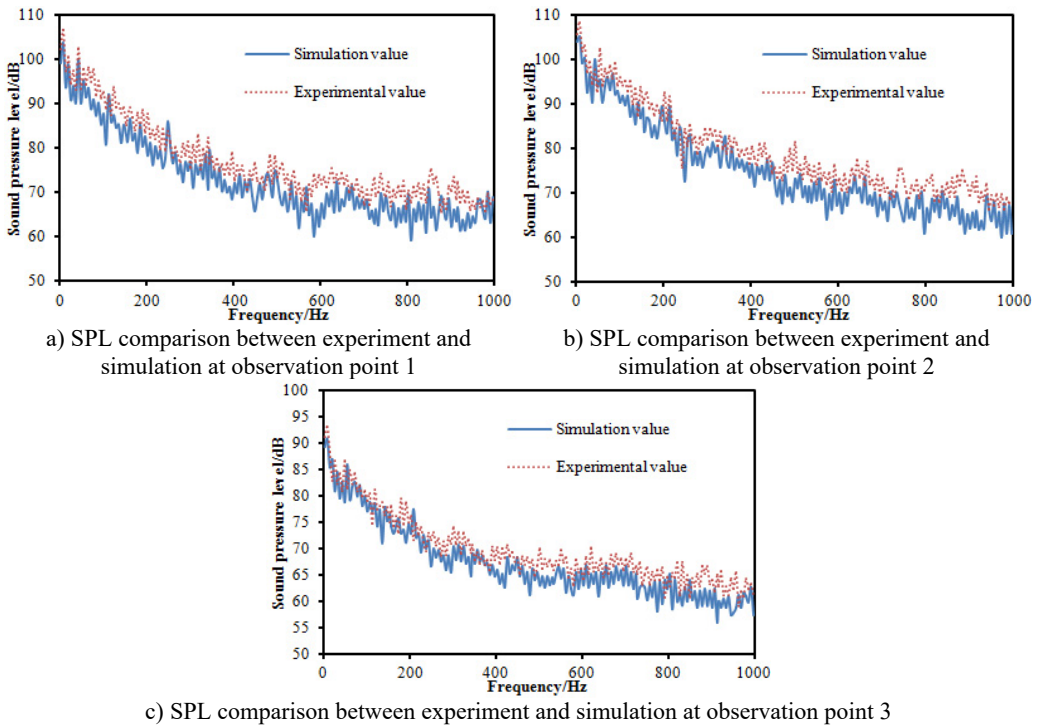 110
100
90
80
70
60
50
Sound pressure level/dB
Simulation value
Experimental value
0 200 400 600 800 1000
Frequency/Hz
a) SPL comparison between experiment and
simulation at observation point 1
110
100
90
80
70
60
50
Sound pressure level/dB
Simulation value
Experimental value
0 200 400 600 800 1000
Frequency/Hz
b) SPL comparison between experiment and
simulation at observation point 2
100
95
90
85
80
75
70
65
60
55
50
Sound pressure level/dB
Simulation value
Experimental value
0 200 400 600 800 1000
Frequency/Hz
c) SPL comparison between experiment and simulation at observation point 3